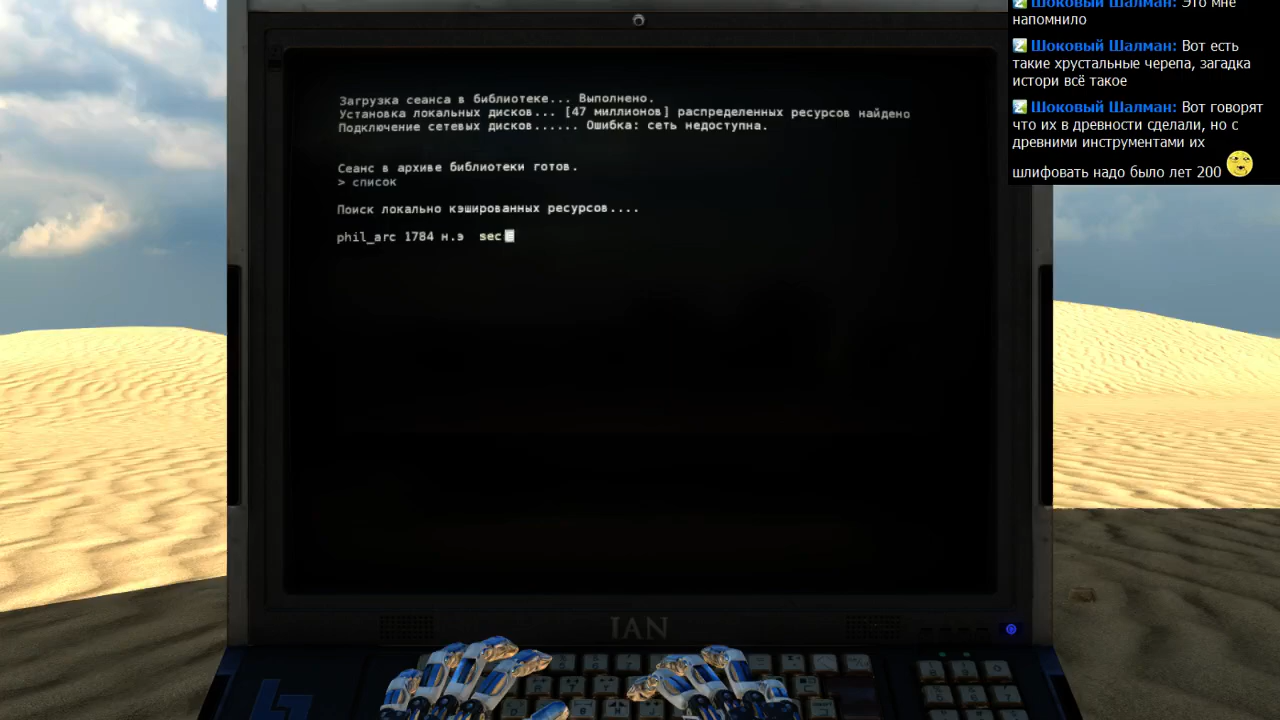 Загрузка сеанса в библиотеке... Выполнено.
Установка локальных дисков... [47 миллионов] распределенных ресурсов найдено
Подключение сетевых дисков...... Ошибка: сеть недоступна.
Сеанс в архиве библиотеки готов.
> список
Поиск локально кэшированных ресурсов....
phil_arc 1784 н.э  sec
IAN
Шоковый Шалман: Это мне
напомнило
Шоковый Шалман: Вот есть
такие хрустальные черепа, загадка
истори всё такое
Шоковый Шалман: Вот говорят
что их в древности сделали, но с
древними инструментами их
шлифовать надо было лет 200